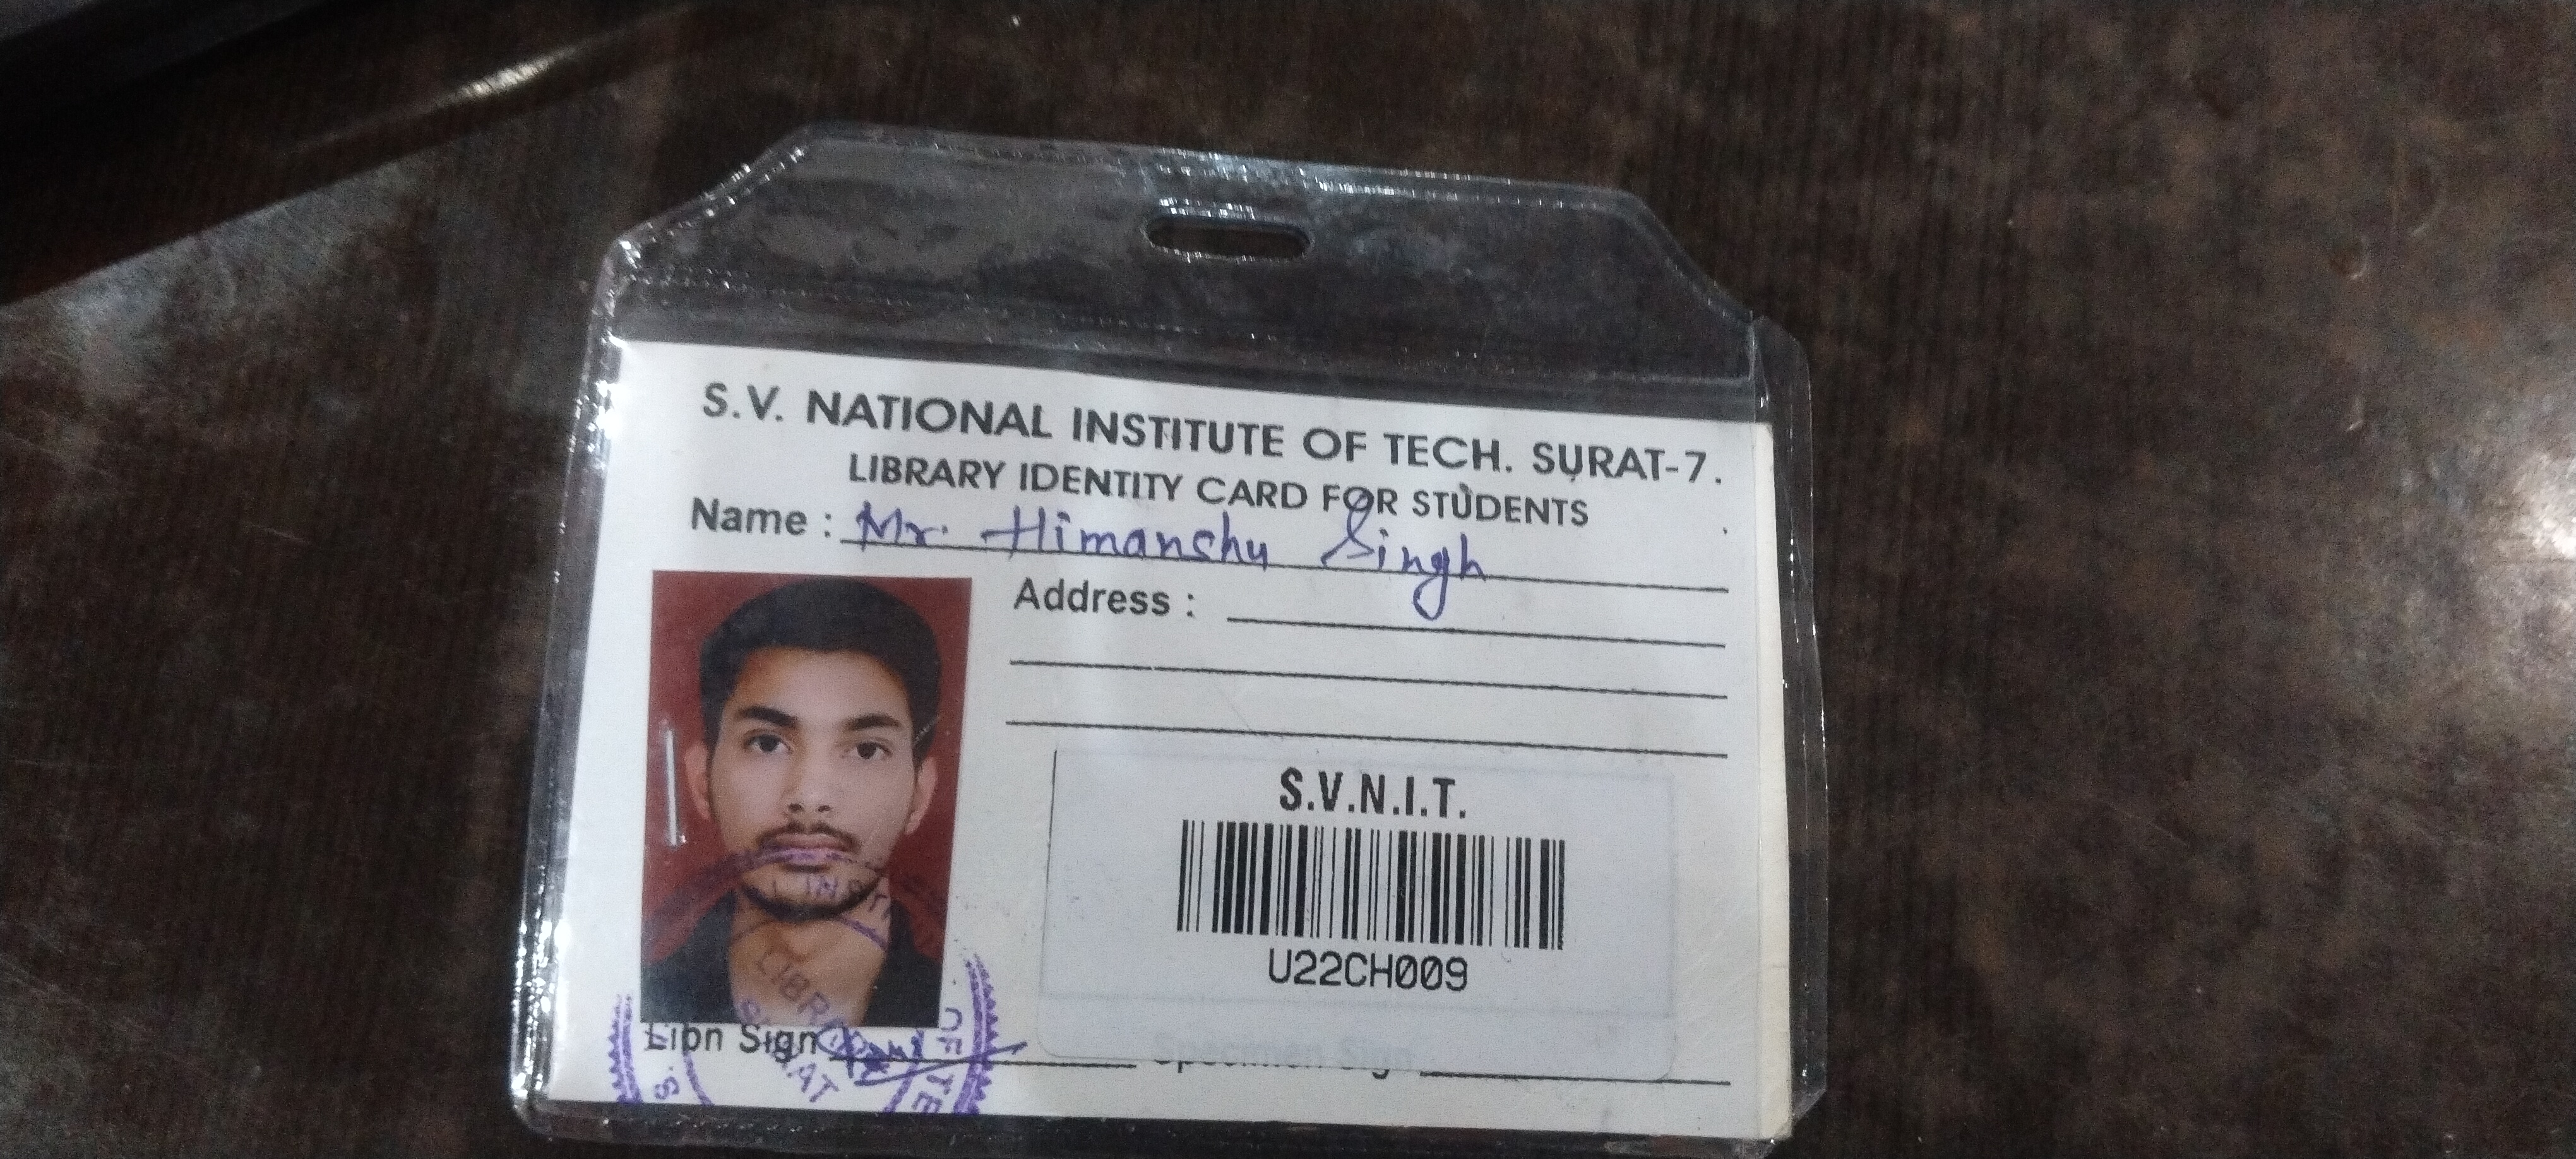 S.V. NATIONAL INSTITUTE OF TECH. SURAT-7.
LIBRARY IDENTITY CARD FOR STUDENTS
Name : Mr. Himanshu Singh
Address :
S.V.N.I.T.
U22CH009
Libn Sign
Specimen Sign
LIBRARY
SURAT
OF TE
S.